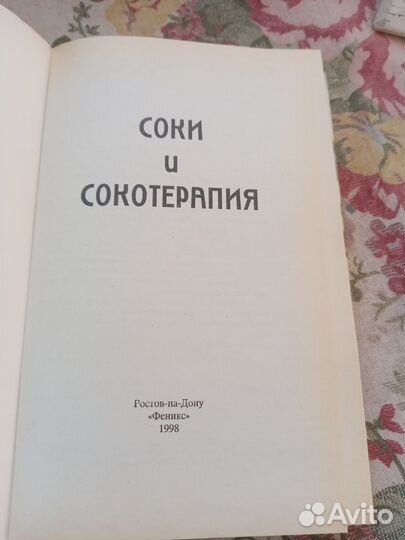 СОКИ
и
СОКОТЕРАПИЯ
Ростов-на-Дону
«Феникс»
1998
Avito